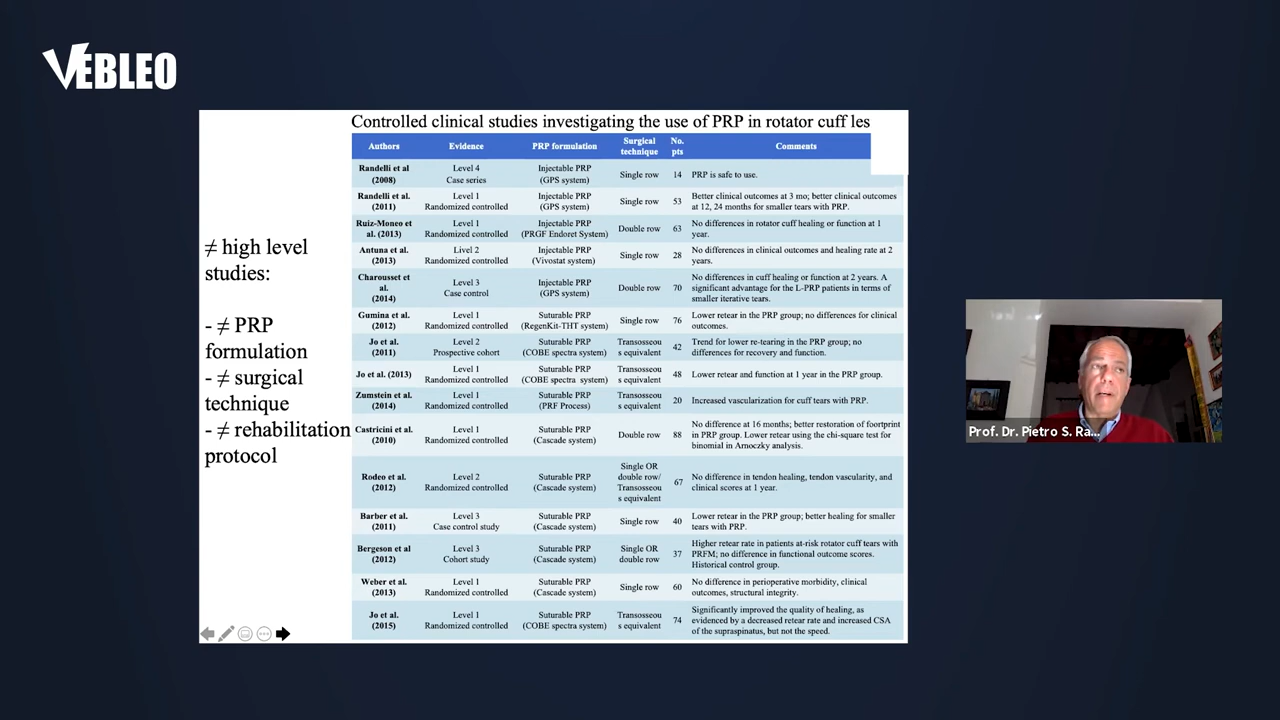 VEBLEO
Controlled clinical studies investigating the use of PRP in rotator cuff les
≠ high level
studies:
- ≠ PRP
formulation
- ≠ surgical
technique
- ≠ rehabilitation
protocol
Authors Evidence PRP formulation Surgical technique No. pts Comments
Randelli et al (2008) Level 4 Case series Injectable PRP (GPS system) Single row 14 PRP is safe to use.
Randelli et al. (2011) Level 1 Randomized controlled Injectable PRP (GPS system) Single row 53 Better clinical outcomes at 3 mo; better clinical outcomes at 12, 24 months for smaller tears with PRP.
Ruiz-Moneo et al. (2013) Level 1 Randomized controlled Injectable PRP (PRGF Endoret System) Double row 63 No differences in rotator cuff healing or function at 1 year.
Antuna et al. (2013) Livel 2 Randomized controlled Injectable PRP (Vivostat system) Single row 28 No differences in clinical outcomes and healing rate at 2 years.
Charousset et al. (2014) Level 3 Case control Injectable PRP (GPS system) Double row 70 No differences in cuff healing or function at 2 years. A significant advantage for the L-PRP patients in terms of smaller iterative tears.
Gumina et al. (2012) Level 1 Randomized controlled Suturable PRP (RegenKit-THT system) Single row 76 Lower retear in the PRP group; no differences for clinical outcomes.
Jo et al. (2011) Level 2 Prospective cohort Suturable PRP (COBE spectra system) Transosseou s equivalent 42 Trend for lower re-tearing in the PRP group; no differences for recovery and function.
Jo et al. (2013) Level 1 Randomized controlled Suturable PRP (COBE spectra system) Transosseou s equivalent 48 Lower retear and function at 1 year in the PRP group.
Zumstein et al. (2014) Level 1 Randomized controlled Suturable PRP (PRF Process) Transosseou s equivalent 20 Increased vascularization for cuff tears with PRP.
Castricini et al. (2010) Level 1 Randomized controlled Suturable PRP (Cascade system) Double row 88 No difference at 16 months; better restoration of foortprint in PRP group. Lower retear using the chi-square test for binomial in Arnoczky analysis.
Rodeo et al. (2012) Level 2 Randomized controlled Suturable PRP (Cascade system) Single OR double row/ Transosseou s equivalent 67 No difference in tendon healing, tendon vascularity, and clinical scores at 1 year.
Barber et al. (2011) Level 3 Case control study Suturable PRP (Cascade system) Single row 40 Lower retear in the PRP group; better healing for smaller tears with PRP.
Bergeson et al (2012) Level 3 Cohort study Suturable PRP (Cascade system) Single OR double row 37 Higher retear rate in patients at-risk rotator cuff tears with PRFM; no difference in functional outcome scores. Historical control group.
Weber et al. (2013) Level 1 Randomized controlled Suturable PRP (Cascade system) Single row 60 No difference in perioperative morbidity, clinical outcomes, structural integrity.
Jo et al. (2015) Level 1 Randomized controlled Suturable PRP (COBE spectra system) Transosseou s equivalent 74 Significantly improved the quality of healing, as evidenced by a decreased retear rate and increased CSA of the supraspinatus, but not the speed.
Prof. Dr. Pietro S. Ra...